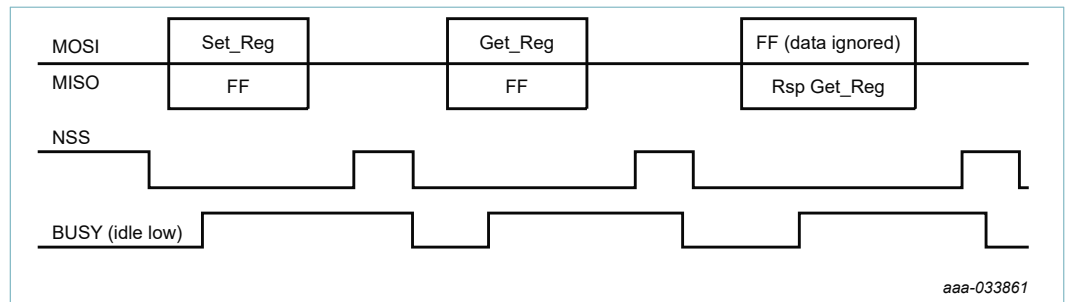 MOSI Set_Reg Get_Reg FF (data ignored)
MISO FF FF Rsp Get_Reg
NSS
BUSY (idle low)
aaa-033861